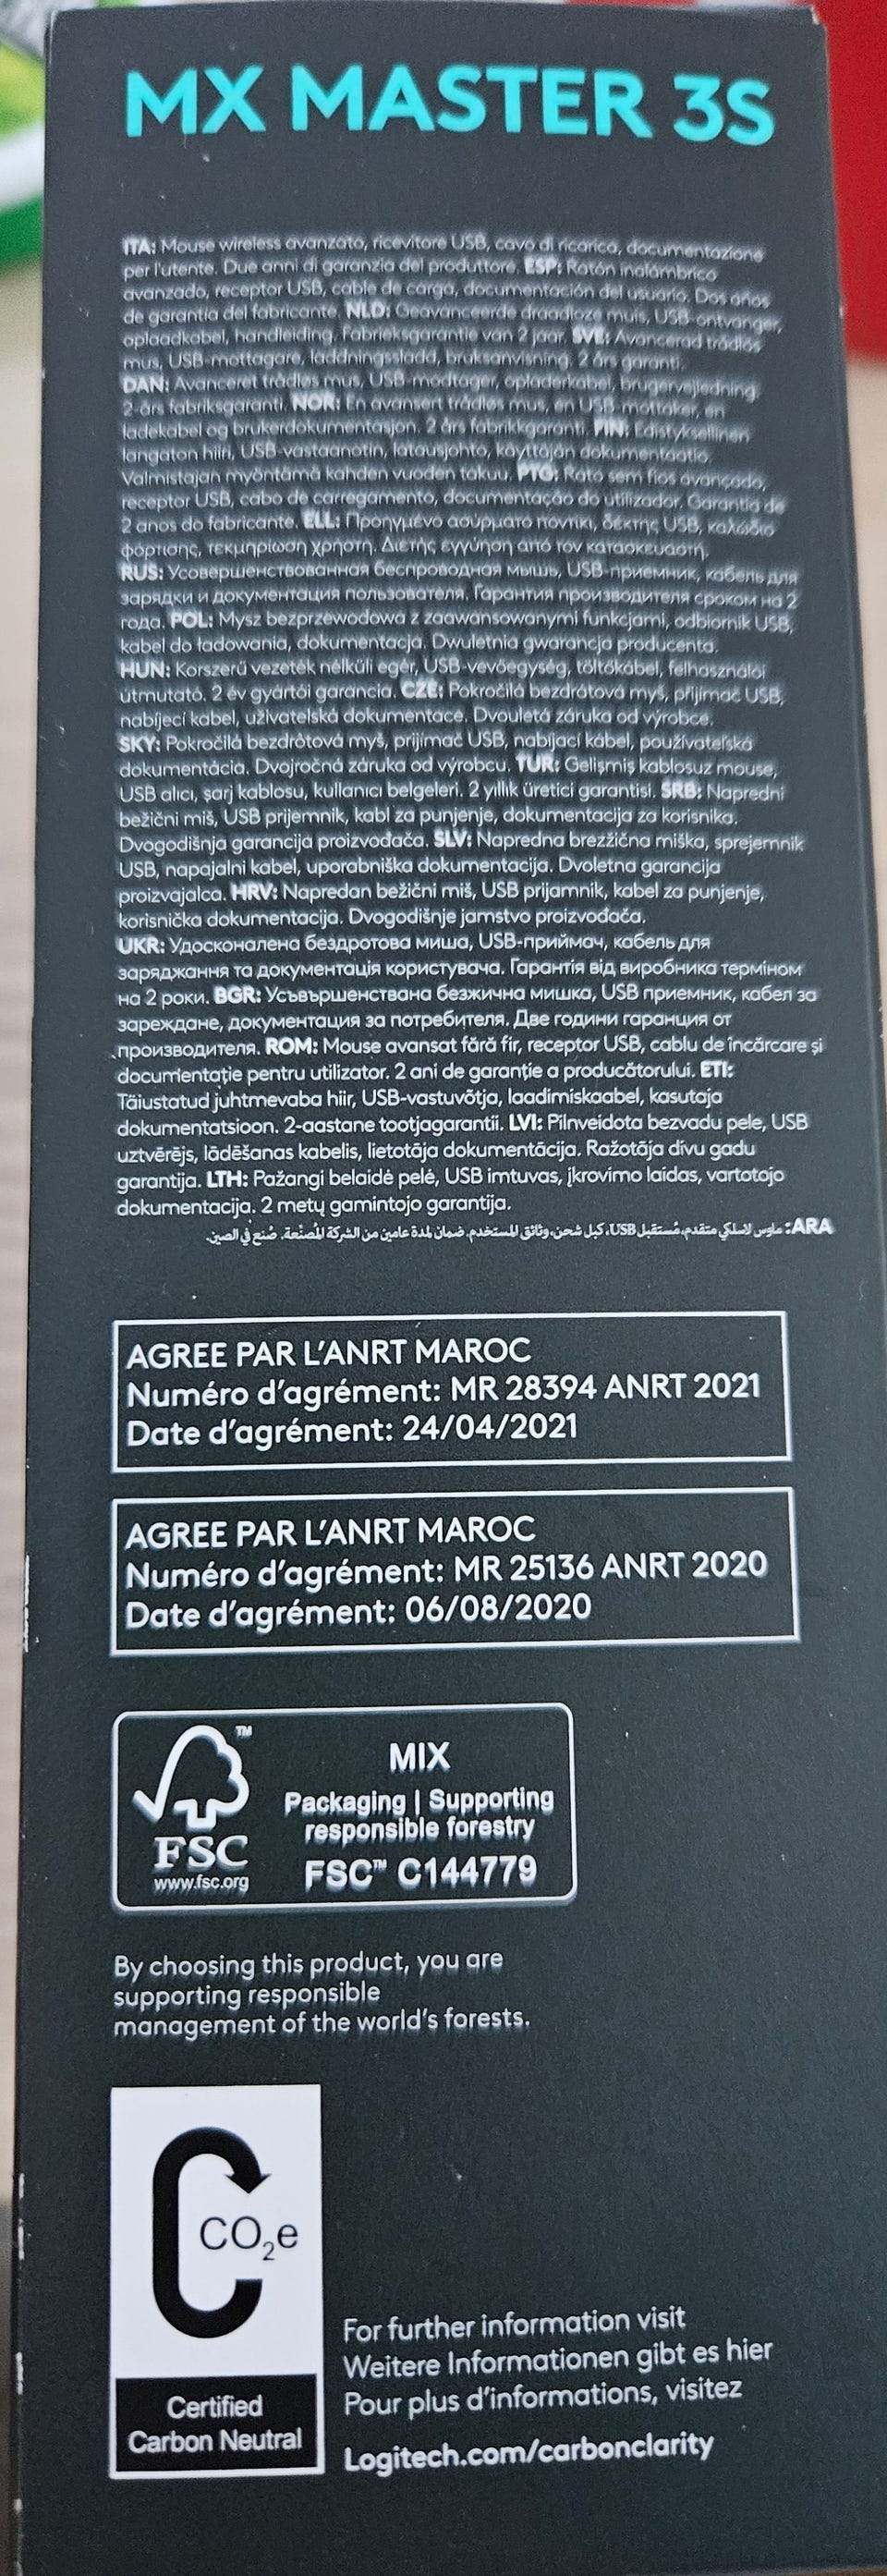 MX MASTER 3S
ITA: Mouse wireless avanzato, ricevitore USB, cavo di ricarica, documentazione
per l'utente. Due anni di garanzia del produttore. ESP: Ratón inalámbrico
avanzado, receptor USB, cable de carga, documentación del usuario. Dos años
de garantía del fabricante. NLD: Geavanceerde draadloze muis, USB-ontvanger,
oplaadkabel, handleiding. Fabrieksgarantie van 2 jaar. SVE: Avancerad trådlös
mus, USB-mottagare, laddningssladd, bruksanvisning. 2 års garanti.
DAN: Avanceret trådløs mus, USB-modtager, opladerkabel, brugervejledning.
2-års fabriksgaranti. NOR: En avansert trådløs mus, en USB-mottaker, en
ladekabel og brukerdokumentasjon. 2 års fabrikkgaranti. FIN: Edistyksellinen
langaton hiiri, USB-vastaanotin, latausjohto, käyttäjän dokumentaatio.
Valmistajan myöntämä kahden vuoden takuu. PTG: Rato sem fios avançado,
receptor USB, cabo de carregamento, documentação do utilizador. Garantia de
2 anos do fabricante. ELL: Προηγμένο ασύρματο ποντίκι, δέκτης USB, καλώδιο
φόρτισης, τεκμηρίωση χρήστη. Διετής εγγύηση από τον κατασκευαστή.
RUS: Усовершенствованная беспроводная мышь, USB-приемник, кабель для
зарядки и документация пользователя. Гарантия производителя сроком на 2
года. POL: Mysz bezprzewodowa z zaawansowanymi funkcjami, odbiornik USB,
kabel do ładowania, dokumentacja. Dwuletnia gwarancja producenta.
HUN: Korszerű vezeték nélküli egér, USB-vevőegység, töltőkábel, felhasználói
útmutató. 2 év gyártói garancia. CZE: Pokročilá bezdrátová myš, přijímač USB,
nabíjecí kabel, uživatelská dokumentace. Dvouletá záruka od výrobce.
SKY: Pokročilá bezdrôtová myš, prijímač USB, nabíjací kábel, používateľská
dokumentácia. Dvojročná záruka od výrobcu. TUR: Gelişmiş kablosuz mouse,
USB alıcı, şarj kablosu, kullanıcı belgeleri. 2 yıllık üretici garantisi. SRB: Napredni
bežični miš, USB prijemnik, kabl za punjenje, dokumentacija za korisnika.
Dvogodišnja garancija proizvođača. SLV: Napredna brezžična miška, sprejemnik
USB, napajalni kabel, uporabniška dokumentacija. Dvoletna garancija
proizvajalca. HRV: Napredan bežični miš, USB prijamnik, kabel za punjenje,
korisnička dokumentacija. Dvogodišnje jamstvo proizvođača.
UKR: Удосконалена бездротова миша, USB-приймач, кабель для
заряджання та документація користувача. Гарантія від виробника терміном
на 2 роки. BGR: Усъвършенствана безжична мишка, USB приемник, кабел за
зареждане, документация за потребителя. Две години гаранция от
производителя. ROM: Mouse avansat fără fir, receptor USB, cablu de încărcare și
documentație pentru utilizator. 2 ani de garanție a producătorului. ETI:
Täiustatud juhtmevaba hiir, USB-vastuvõtja, laadimiskaabel, kasutaja
dokumentatsioon. 2-aastane tootjagarantii. LVI: Pilnveidota bezvadu pele, USB
uztvērējs, lādēšanas kabelis, lietotāja dokumentācija. Ražotāja divu gadu
garantija. LTH: Pažangi belaidė pelė, USB imtuvas, įkrovimo laidas, vartotojo
dokumentacija. 2 metų gamintojo garantija.
ARA: ماوس لاسلكي متقدم، مُستقبل USB، كبل شحن، وثائق المستخدم. ضمان لمدة عامين من الشركة المُصنّعة. صُنع في الصين.
AGREE PAR L'ANRT MAROC
Numéro d'agrément: MR 28394 ANRT 2021
Date d'agrément: 24/04/2021
AGREE PAR L'ANRT MAROC
Numéro d'agrément: MR 25136 ANRT 2020
Date d'agrément: 06/08/2020
TM
FSC
www.fsc.org
MIX
Packaging | Supporting
responsible forestry
FSC™ C144779
By choosing this product, you are
supporting responsible
management of the world's forests.
CO₂e
Certified
Carbon Neutral
For further information visit
Weitere Informationen gibt es hier
Pour plus d'informations, visitez
Logitech.com/carbonclarity